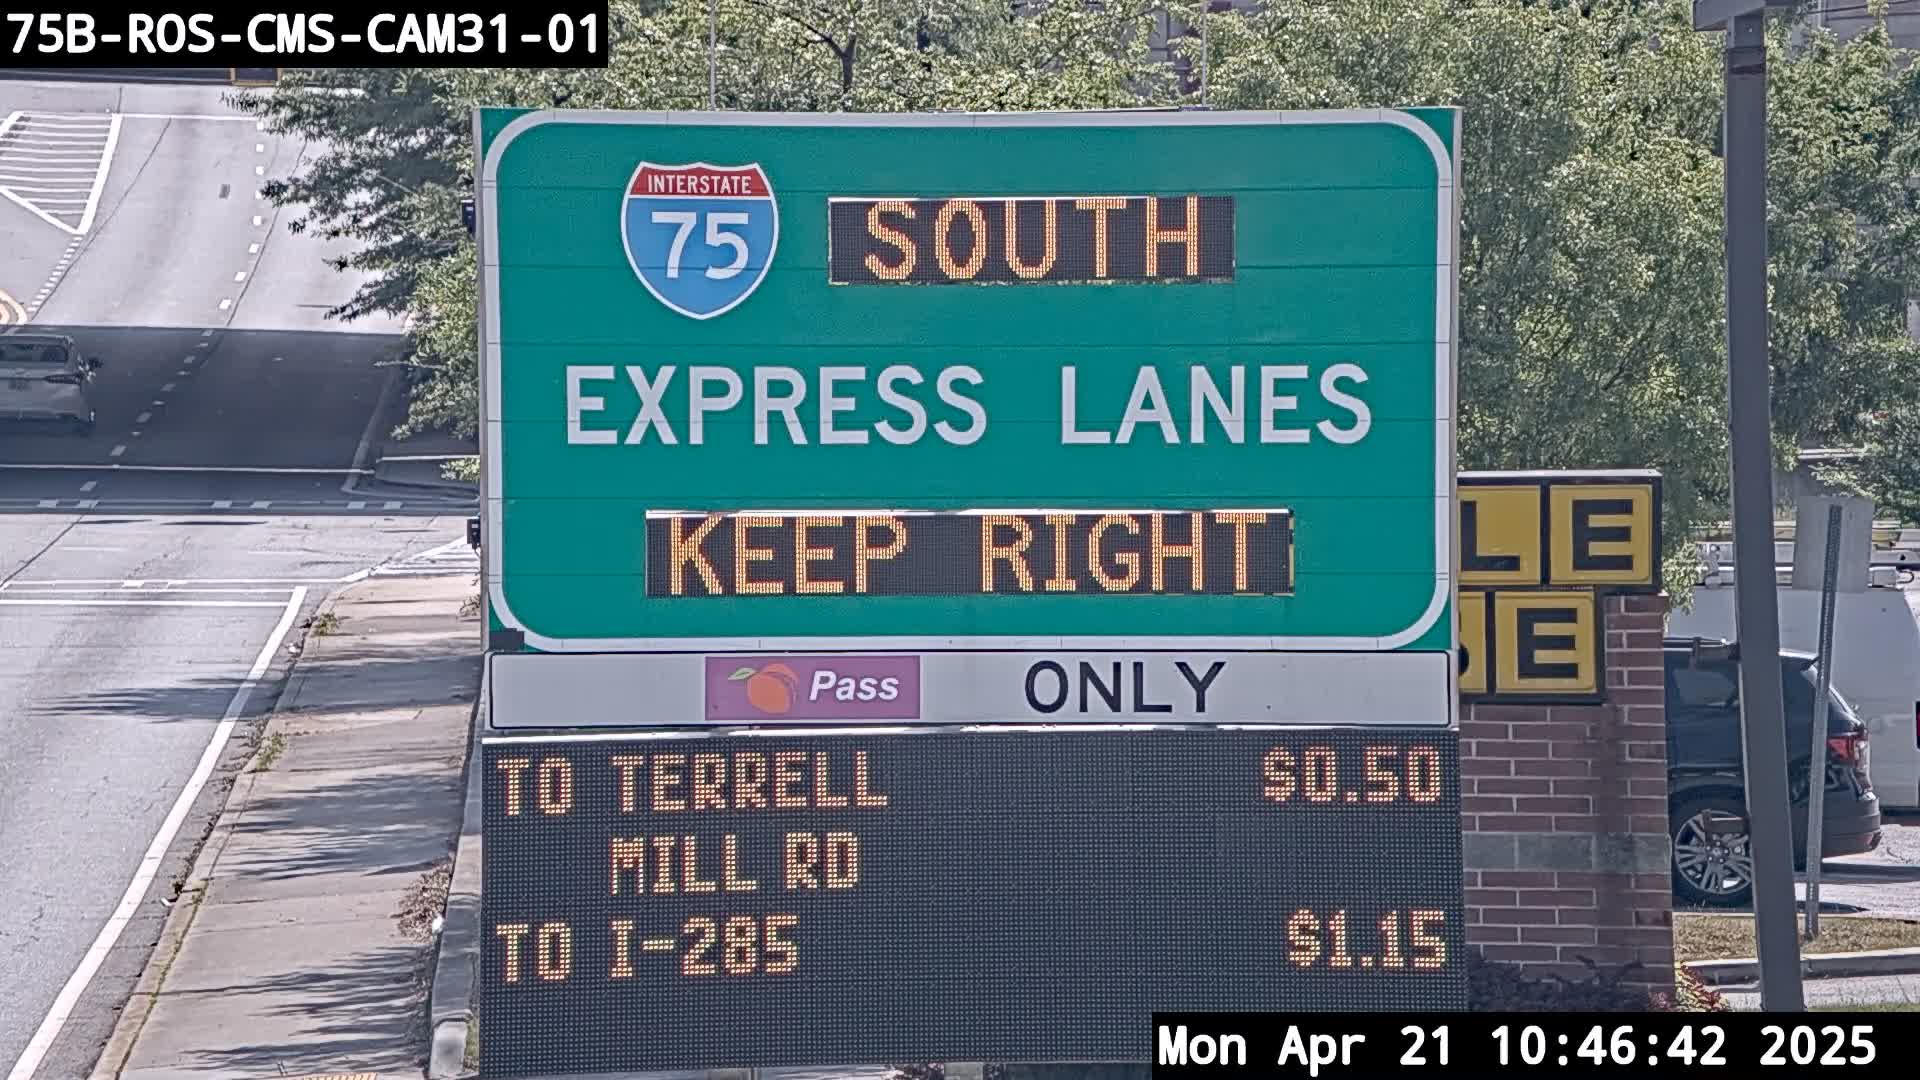 75B-ROS-CMS-CAM31-01
INTERSTATE
75
SOUTH
EXPRESS LANES
KEEP RIGHT
Pass ONLY
TO TERRELL $0.50
MILL RD
TO I-285 $1.15
LE
E
Mon Apr 21 10:46:42 2025